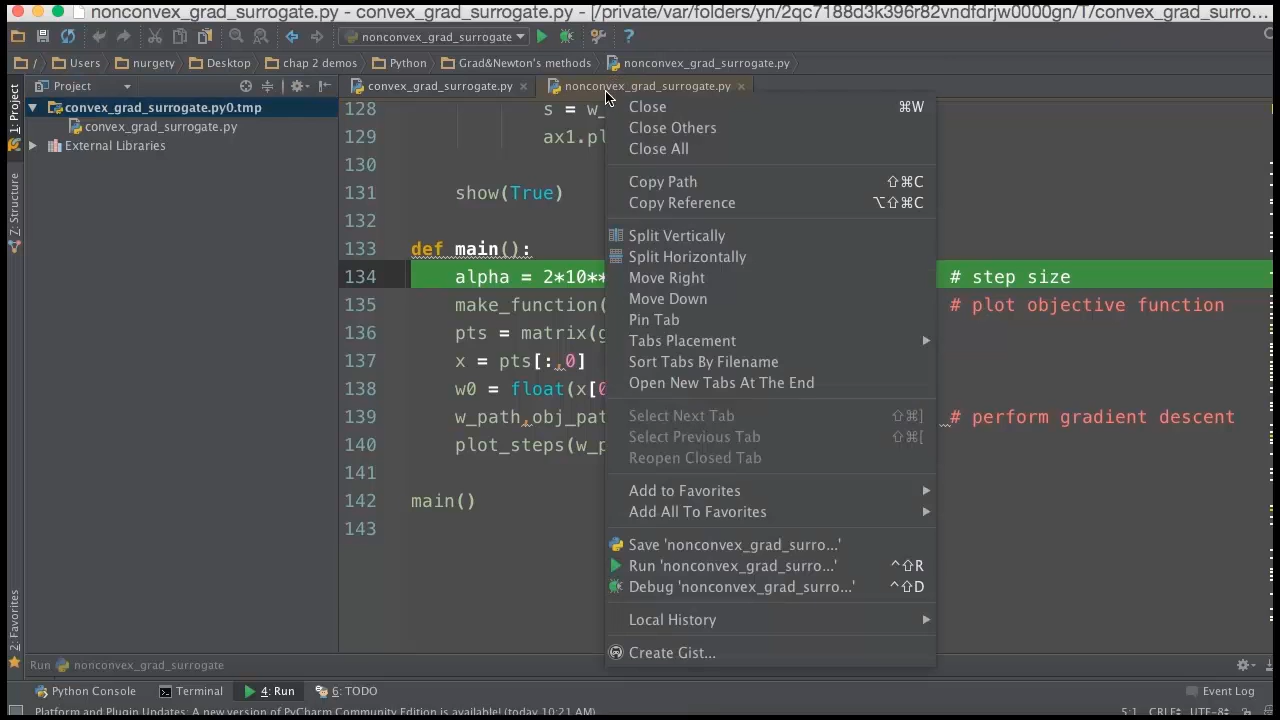 nonconvex_grad_surrogate.py - convex_grad_surrogate.py - [/private/var/folders/yn/2qc7188d3k396r82vndfdrjw0000gn/T/convex_grad_surro...
nonconvex_grad_surrogate
/ Users nurgety Desktop chap 2 demos Python Grad&Newton's methods nonconvex_grad_surrogate.py
Project
convex_grad_surrogate.py nonconvex_grad_surrogate.py
1: Project
Z: Structure
2: Favorites
convex_grad_surrogate.py0.tmp
convex_grad_surrogate.py
External Libraries
128 s = w_
129 ax1.pl
130
131 show(True)
132
133 def main():
134 alpha = 2*10** # step size
135 make_function( # plot objective function
136 pts = matrix(g
137 x = pts[:,0]
138 w0 = float(x[0
139 w_path,obj_pat # perform gradient descent
140 plot_steps(w_p
141
142 main()
143
Close ⌘W
Close Others
Close All
Copy Path ⇧⌘C
Copy Reference ⌥⇧⌘C
Split Vertically
Split Horizontally
Move Right
Move Down
Pin Tab
Tabs Placement
Sort Tabs By Filename
Open New Tabs At The End
Select Next Tab ⇧⌘]
Select Previous Tab ⇧⌘[
Reopen Closed Tab
Add to Favorites
Add All To Favorites
Save 'nonconvex_grad_surro...'
Run 'nonconvex_grad_surro...' ^⇧R
Debug 'nonconvex_grad_surro...' ^⇧D
Local History
Create Gist...
Run nonconvex_grad_surrogate
Python Console Terminal 4: Run 6: TODO Event Log
Platform and Plugin Updates: A new version of PyCharm Community Edition is available! (today 10:21 AM) 5:1 CRLF UTF-8